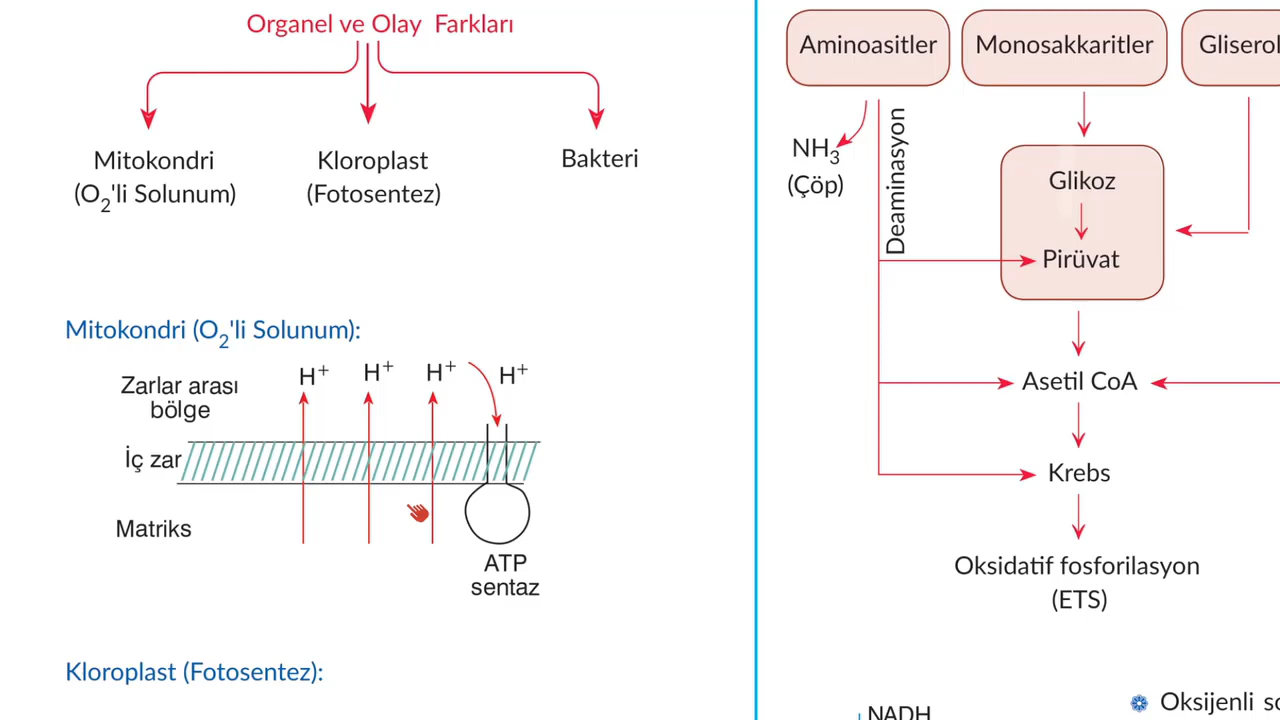 Organel ve Olay Farkları
Mitokondri
(O2'li Solunum)
Kloroplast
(Fotosentez)
Bakteri
Mitokondri (O2'li Solunum):
Zarlar arası
bölge
H+
H+
H+
H+
İç zar
Matriks
ATP
sentaz
Kloroplast (Fotosentez):
Aminoasitler
Monosakkaritler
Gliserol
NH3
(Çöp)
Deaminasyon
Glikoz
Pirüvat
Asetil CoA
Krebs
Oksidatif fosforilasyon
(ETS)
NADH
Oksijenli